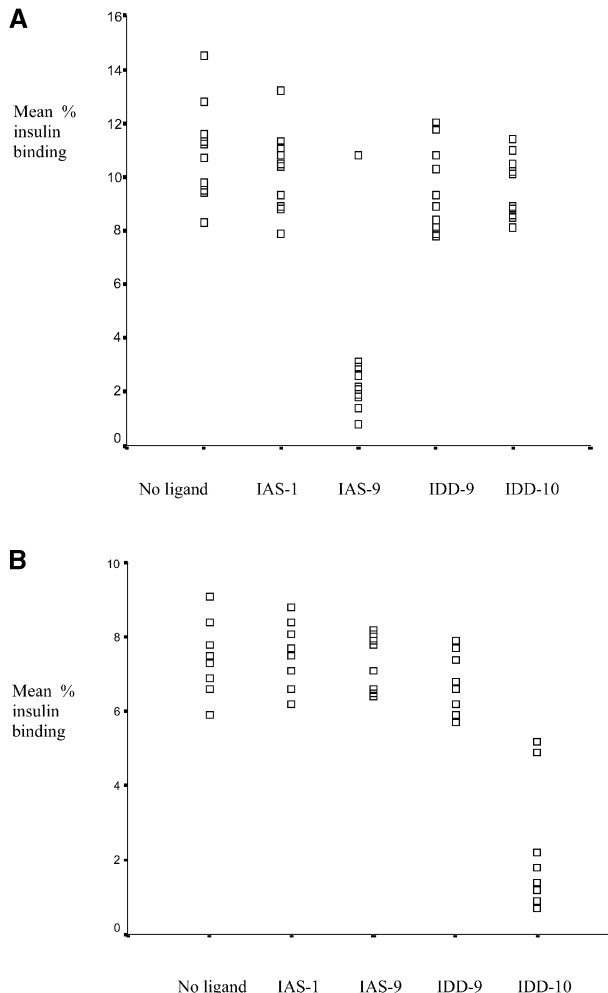 A
16
14
Mean %
insulin
binding
12
10
8
6
4
2
0
No ligand IAS-1 IAS-9 IDD-9 IDD-10
B
10
8
Mean %
insulin
binding
6
4
2
0
No ligand IAS-1 IAS-9 IDD-9 IDD-10